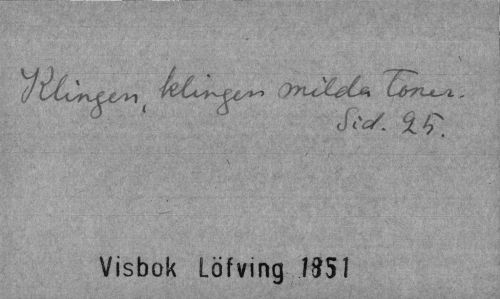 Klingen, klingen milda toner.
Sid. 25.
Visbok Löfving 1851